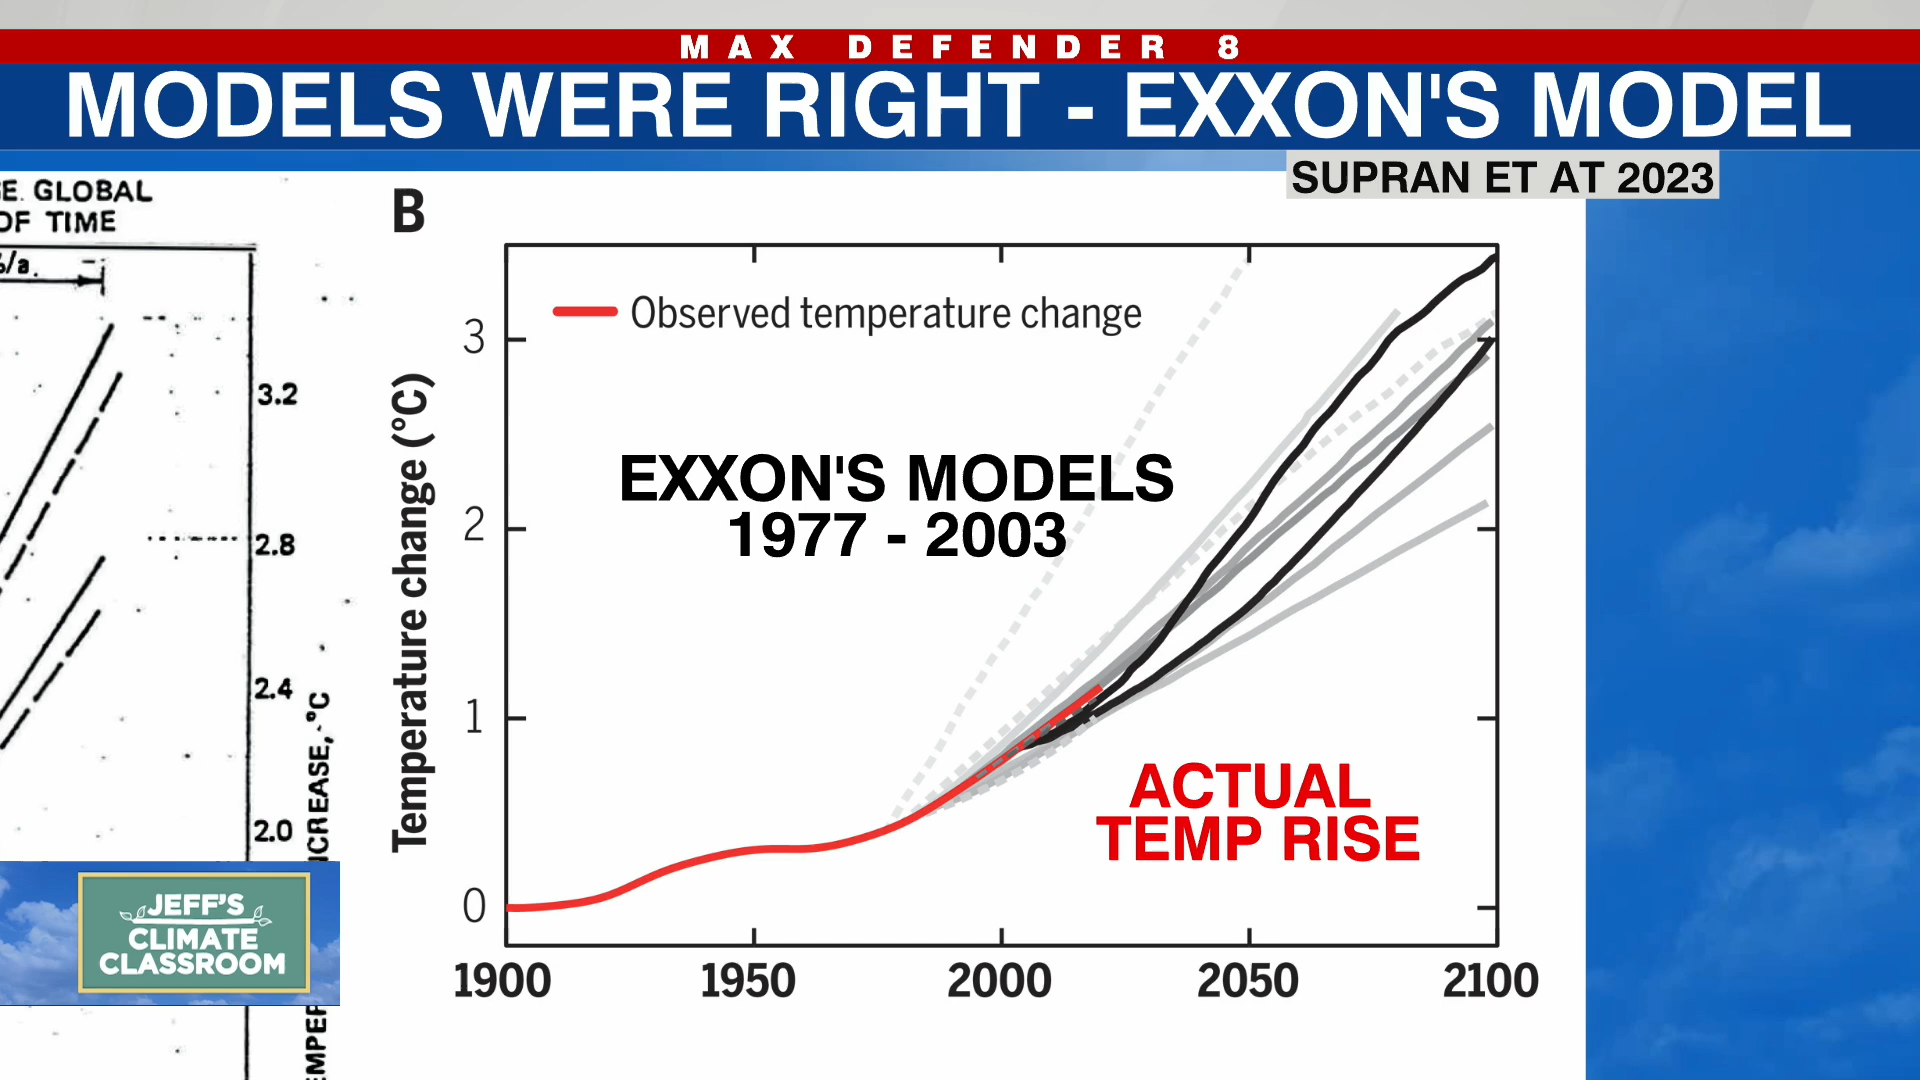 MAX DEFENDER 8
MODELS WERE RIGHT - EXXON'S MODEL
SUPRAN ET AT 2023
E. GLOBAL
OF TIME
%/a.
3.2
2.8
2.4
2.0
INCREASE, °C
B
Observed temperature change
Temperature change (°C)
3
2
1
0
EXXON'S MODELS
1977 - 2003
ACTUAL
TEMP RISE
1900 1950 2000 2050 2100
JEFF'S
CLIMATE
CLASSROOM